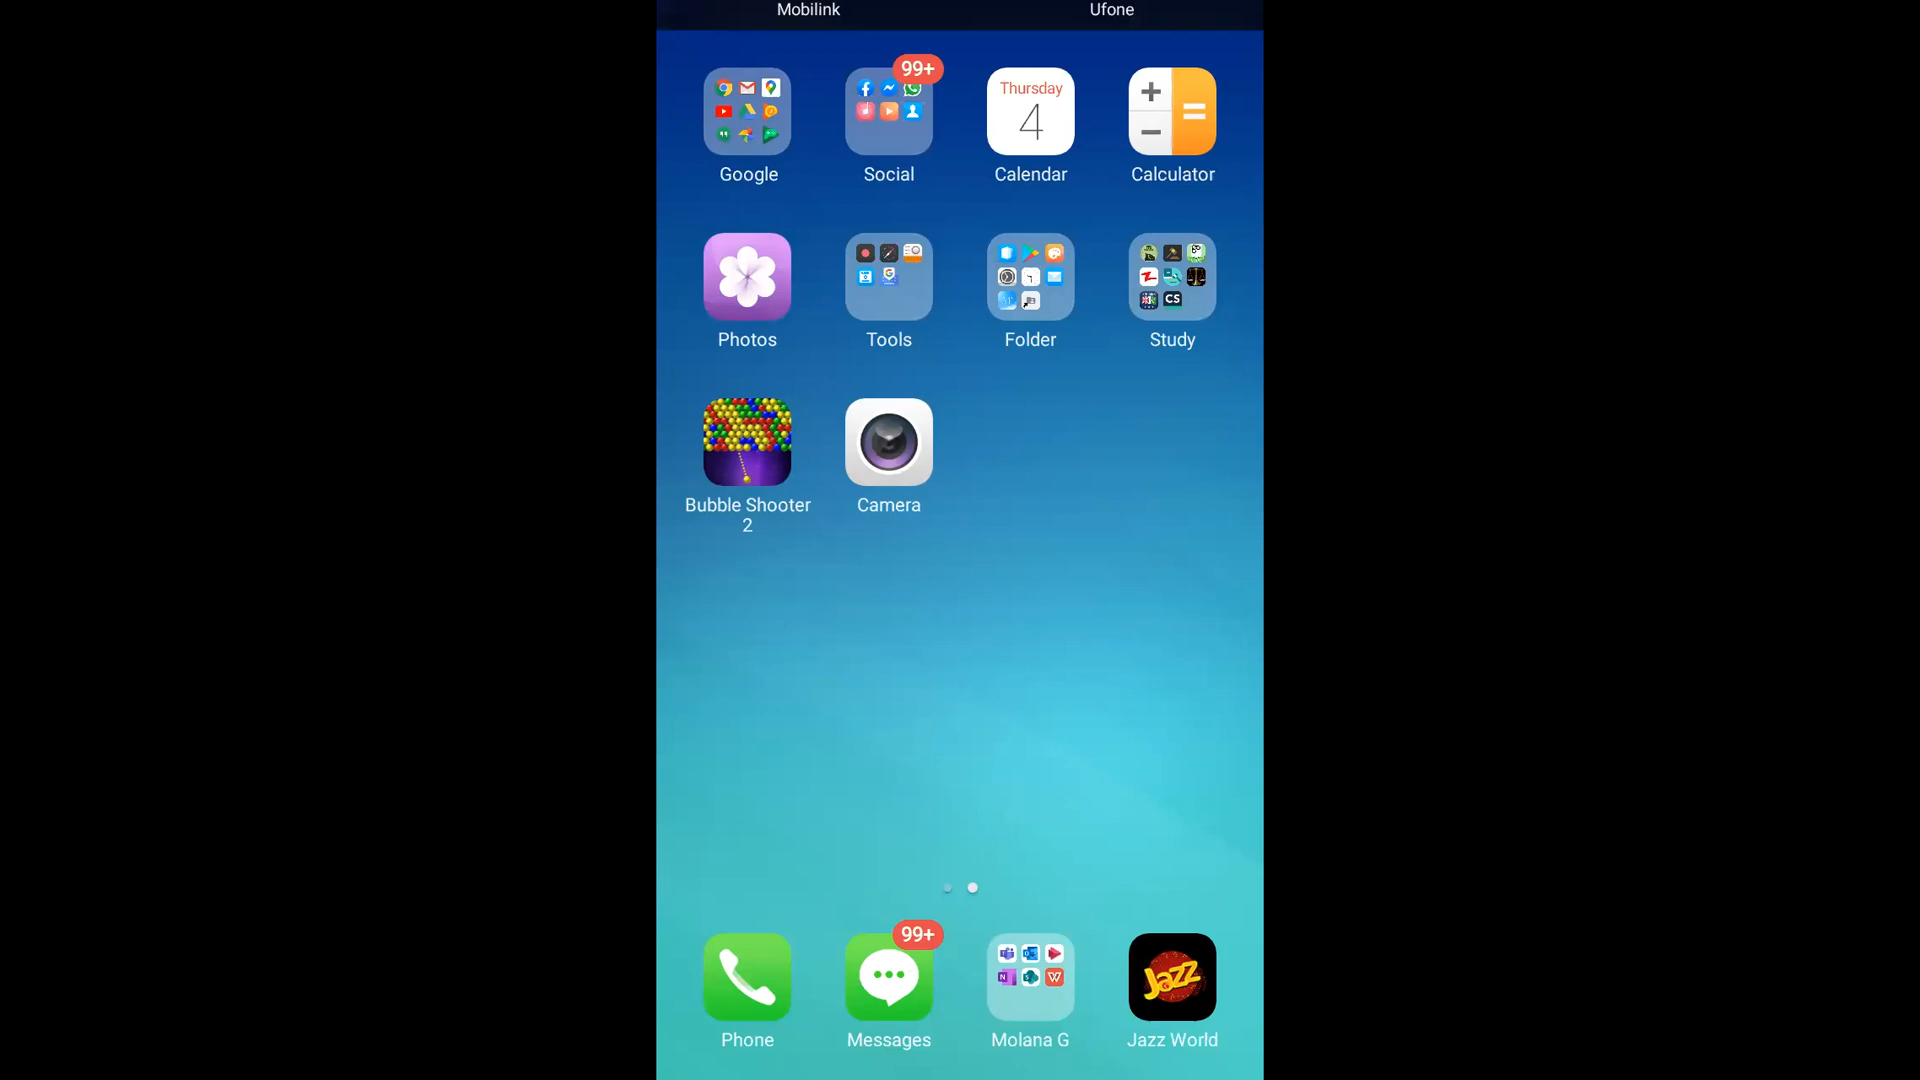 Mobilink Ufone
99+
Thursday
4
Google Social Calendar Calculator
Photos Tools Folder Study
CS
Bubble Shooter
2
Camera
99+
Jazz
Phone Messages Molana G Jazz World